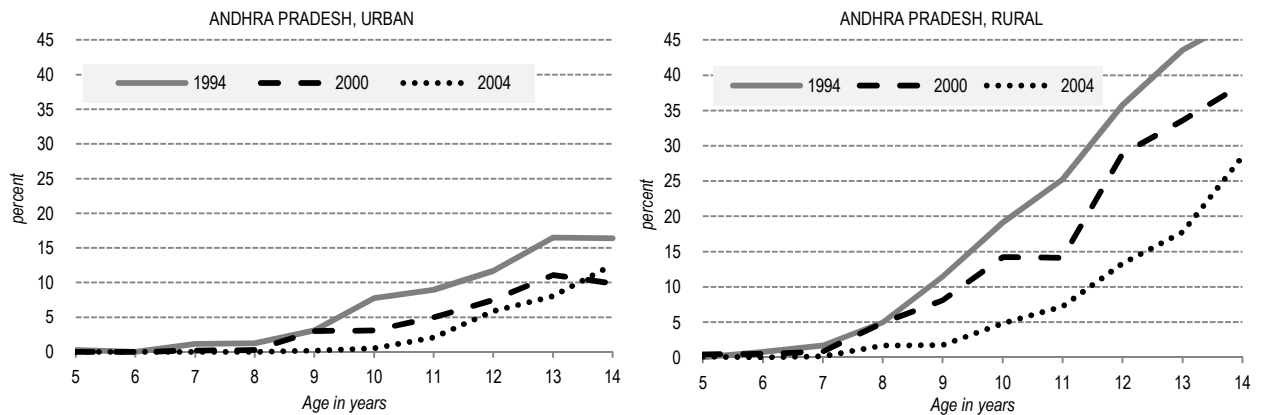 ANDHRA PRADESH, URBAN
45
40
35
30
25
20
15
10
5
0
percent
1994 2000 2004
5 6 7 8 9 10 11 12 13 14
Age in years
ANDHRA PRADESH, RURAL
45
40
35
30
25
20
15
10
5
0
percent
1994 2000 2004
5 6 7 8 9 10 11 12 13 14
Age in years